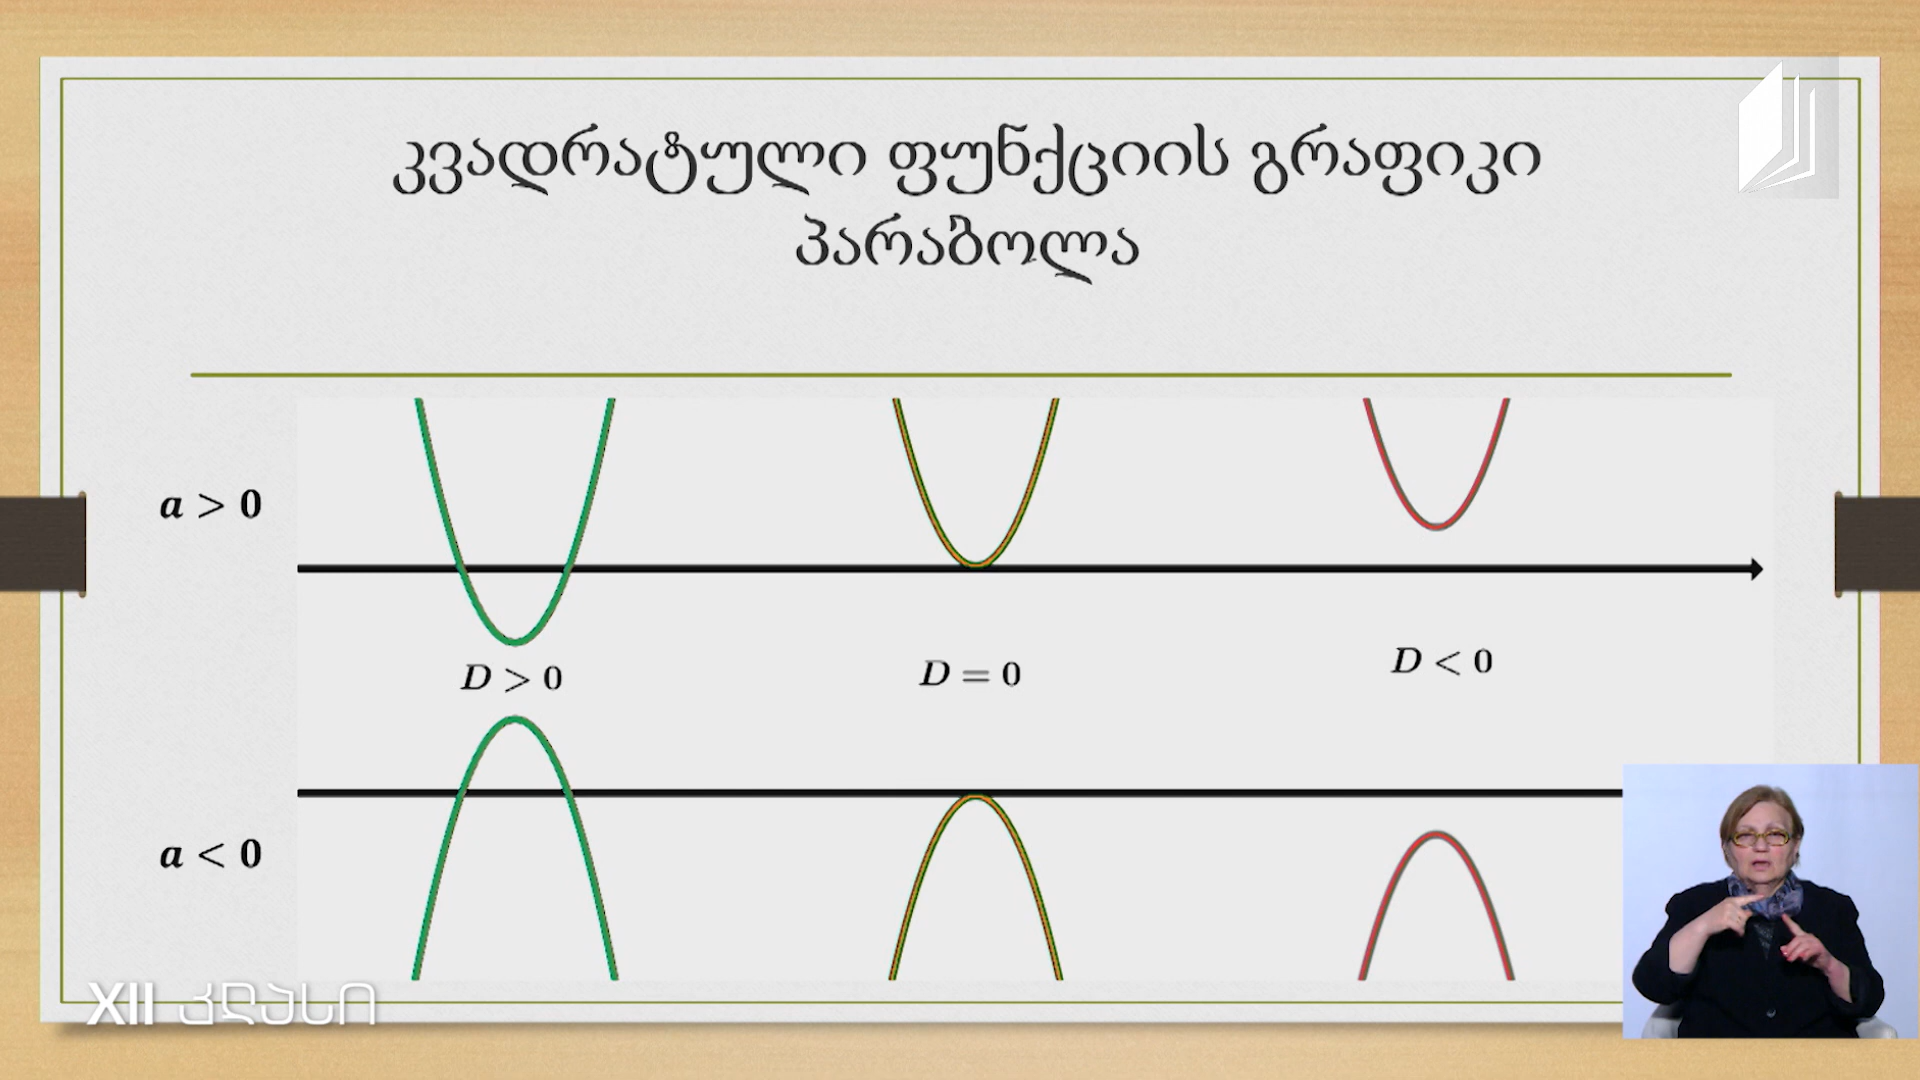 კვადრატული ფუნქციის გრაფიკი
პარაბოლა
a > 0
D > 0
D = 0
D < 0
a < 0
XII კლასი